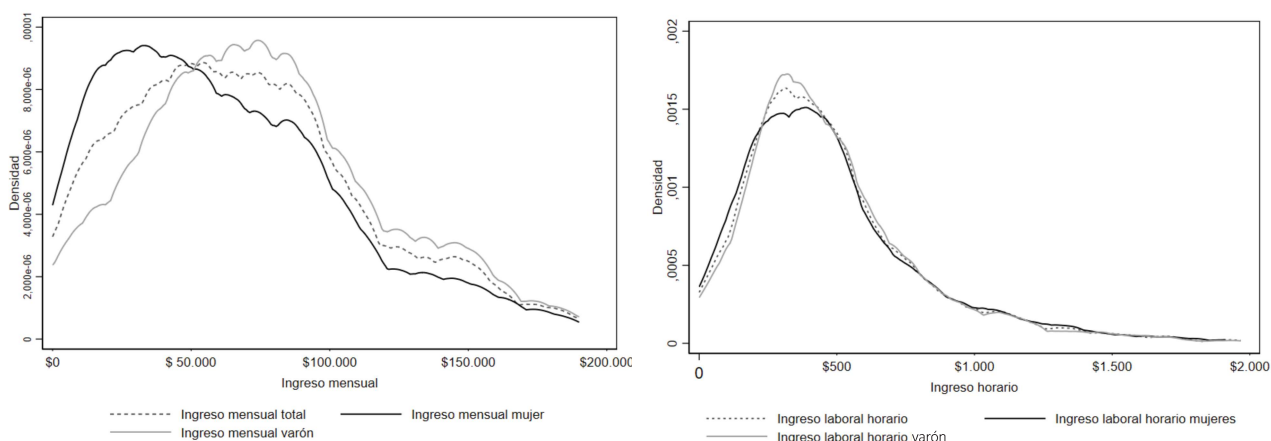 ,00001
8,000e-06
6,000e-06
4,000e-06
2,000e-06
0
Densidad
$0
$ 50.000
$100.000
$150.000
$200.000
Ingreso mensual
Ingreso mensual total
Ingreso mensual mujer
Ingreso mensual varón
,002
,0015
,001
,0005
0
Densidad
0
$500
$1.000
$1.500
$2.000
Ingreso horario
Ingreso laboral horario
Ingreso laboral horario mujeres
Ingreso laboral horario varón